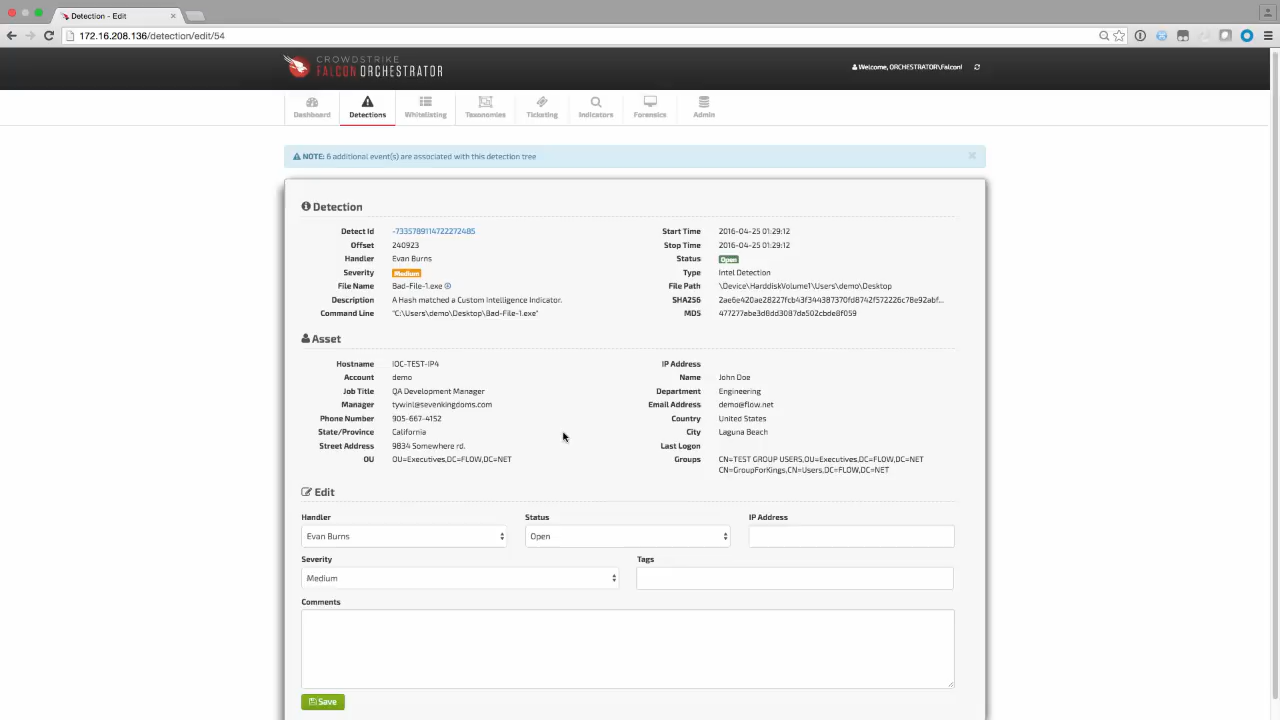 Detection - Edit
172.16.208.136/detection/edit/54
CROWDSTRIKE
FALCON ORCHESTRATOR
Welcome, ORCHESTRATOR\Falcon!
Dashboard
Detections
Whitelisting
Taxonomies
Ticketing
Indicators
Forensics
Admin
NOTE: 6 additional event(s) are associated with this detection tree
Detection
Detect Id -7335789114722272485
Start Time 2016-04-25 01:29:12
Offset 240923
Stop Time 2016-04-25 01:29:12
Handler Evan Burns
Status Open
Severity Medium
Type Intel Detection
File Name Bad-File-1.exe
File Path \Device\HarddiskVolume1\Users\demo\Desktop
Description A Hash matched a Custom Intelligence Indicator.
SHA256 2ae6e420ae28227fcb43f344387370fd8742f572226c78e92abf...
Command Line "C:\Users\demo\Desktop\Bad-File-1.exe"
MD5 477277abe3d8dd3087da502cbde8f059
Asset
Hostname IOC-TEST-IP4
IP Address
Account demo
Name John Doe
Job Title QA Development Manager
Department Engineering
Manager tywinl@sevenkingdoms.com
Email Address demo@flow.net
Phone Number 905-667-4152
Country United States
State/Province California
City Laguna Beach
Street Address 9834 Somewhere rd.
Last Logon
OU OU=Executives,DC=FLOW,DC=NET
Groups CN=TEST GROUP USERS,OU=Executives,DC=FLOW,DC=NET
CN=GroupForKings,CN=Users,DC=FLOW,DC=NET
Edit
Handler
Status
IP Address
Evan Burns
Open
Severity
Tags
Medium
Comments
Save